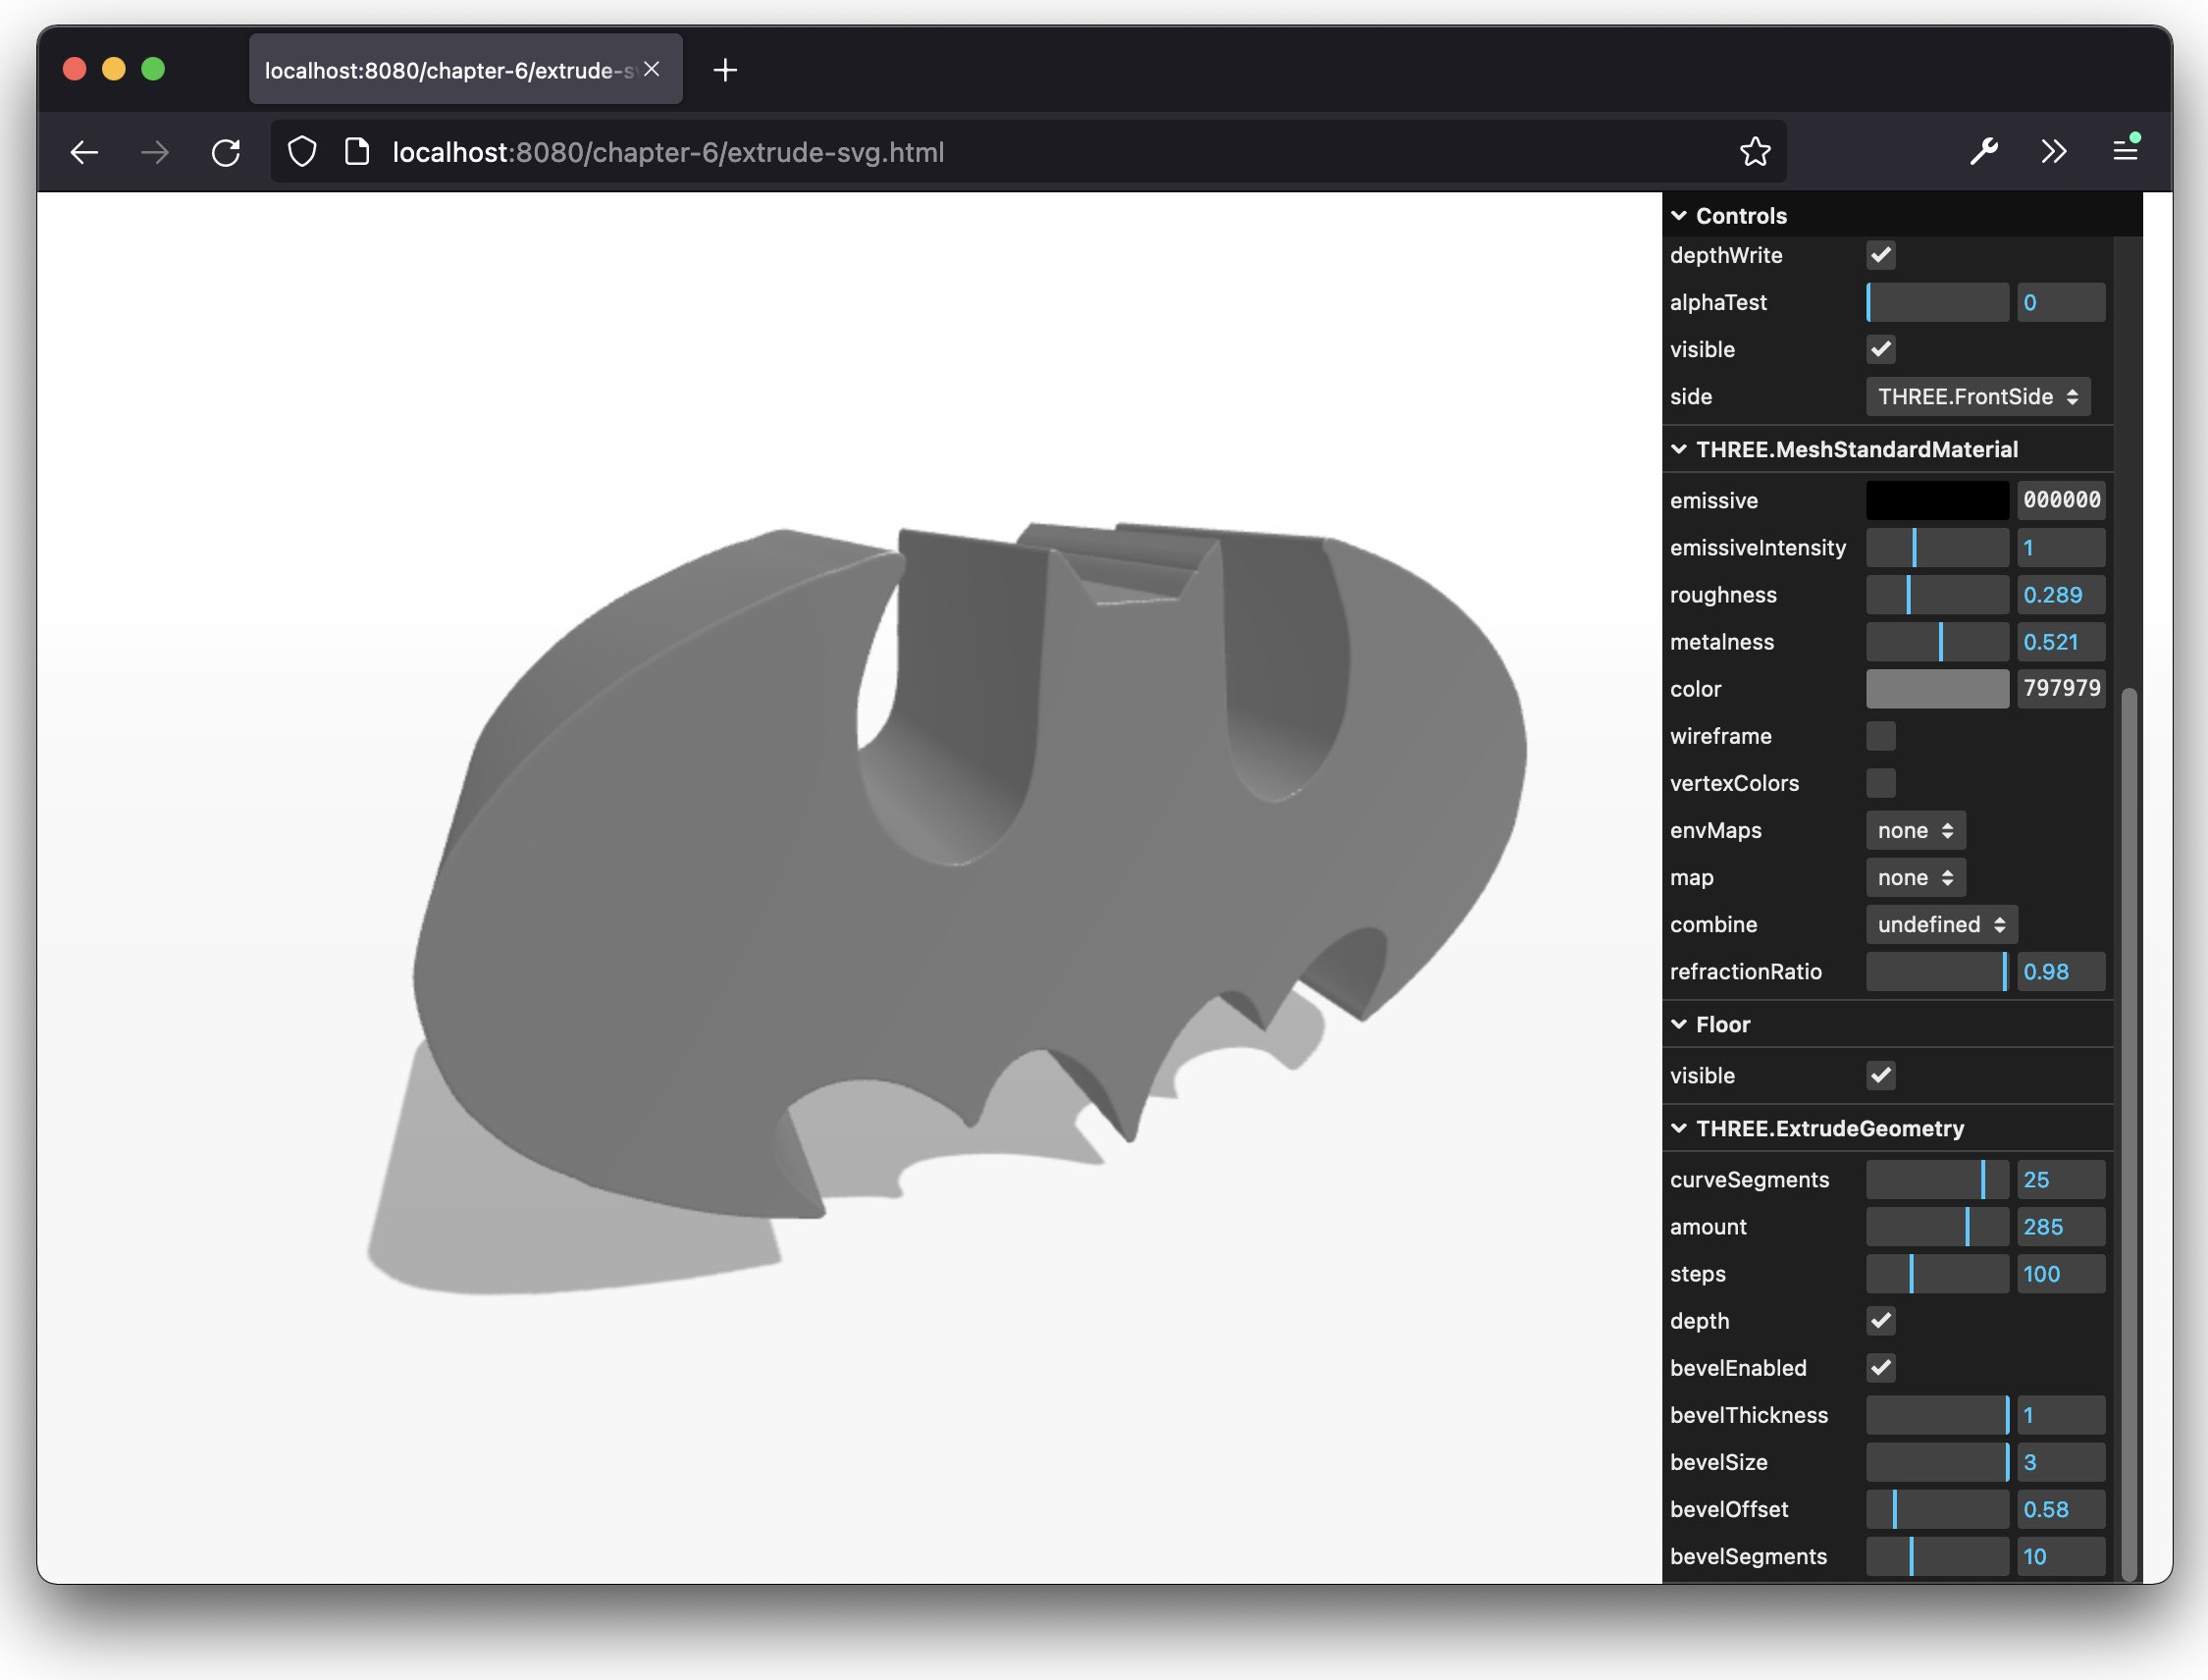 localhost:8080/chapter-6/extrude-s
localhost:8080/chapter-6/extrude-svg.html
Controls
depthWrite
alphaTest 0
visible
side THREE.FrontSide
THREE.MeshStandardMaterial
emissive 000000
emissiveIntensity 1
roughness 0.289
metalness 0.521
color 797979
wireframe
vertexColors
envMaps none
map none
combine undefined
refractionRatio 0.98
Floor
visible
THREE.ExtrudeGeometry
curveSegments 25
amount 285
steps 100
depth
bevelEnabled
bevelThickness 1
bevelSize 3
bevelOffset 0.58
bevelSegments 10